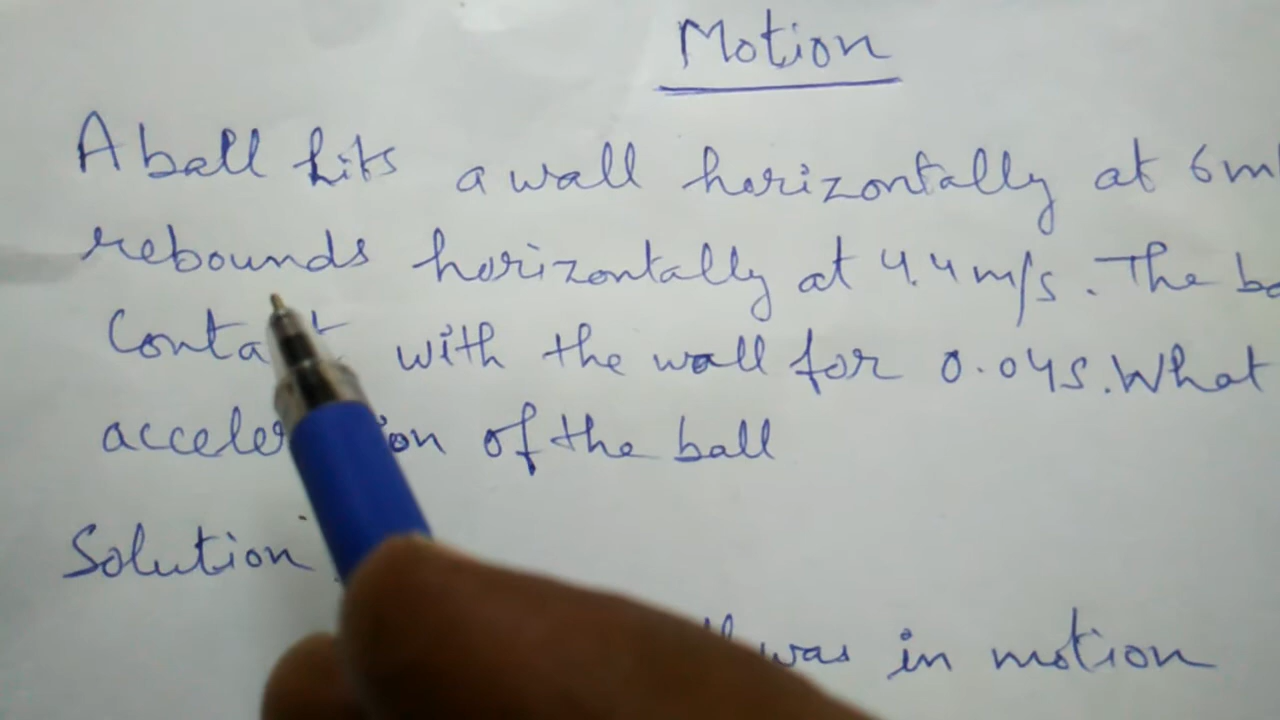 Motion
A ball hits a wall horizontally at 6m
rebounds horizontally at 4.4 m/s. The
with the wall for 0.04s. What
of the ball
Solution
was in motion